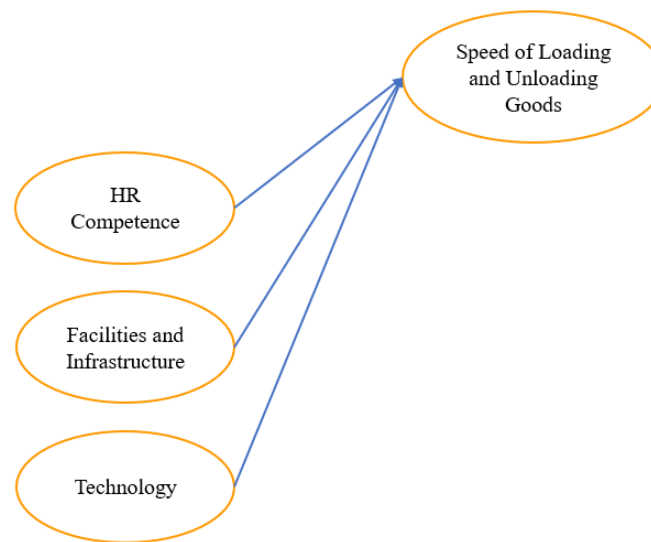 Speed of Loading
and Unloading
Goods
HR
Competence
Facilities and
Infrastructure
Technology